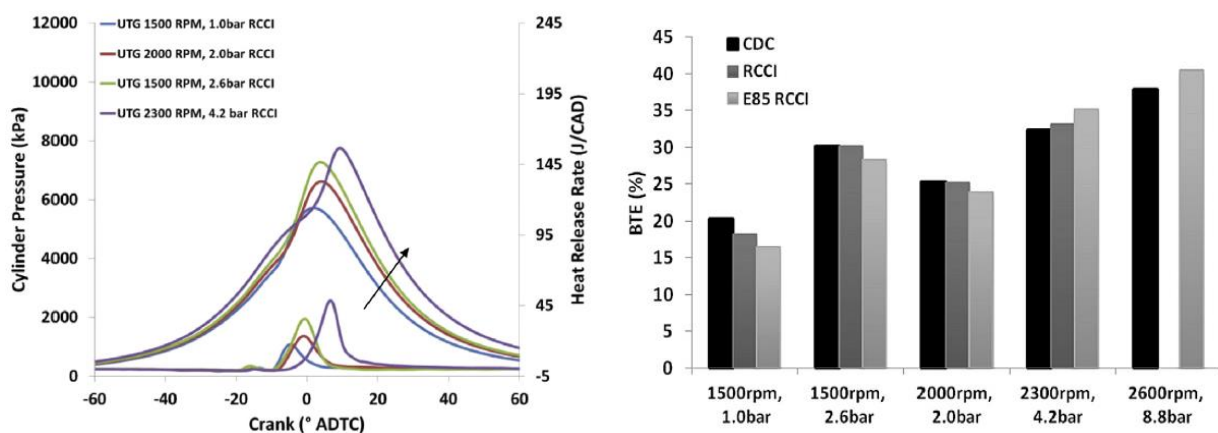 12000
10000
8000
6000
4000
2000
0
Cylinder Pressure (kPa)
UTG 1500 RPM, 1.0bar RCCI
UTG 2000 RPM, 2.0bar RCCI
UTG 1500 RPM, 2.6bar RCCI
UTG 2300 RPM, 4.2 bar RCCI
245
195
145
95
45
-5
Heat Release Rate (J/CAD)
-60 -40 -20 0 20 40 60
Crank (° ADTC)
45
40
35
30
25
20
15
10
5
0
BTE (%)
CDC
RCCI
E85 RCCI
1500rpm, 1500rpm, 2000rpm, 2300rpm, 2600rpm,
1.0bar 2.6bar 2.0bar 4.2bar 8.8bar